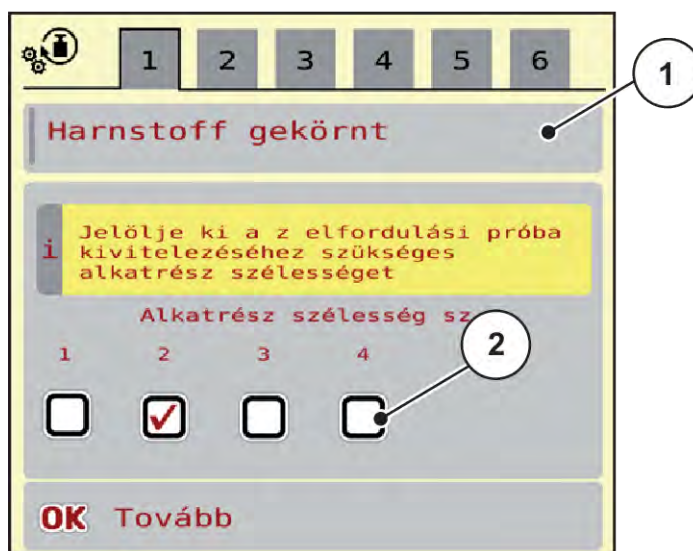 1 2 3 4 5 6
1
Harnstoff gekörnt
i
Jelölje ki a z elfordulási próba
kivitelezéséhez szükséges
alkatrész szélességet
Alkatrész szélesség sz
2
1 2 3 4
OK Tovább